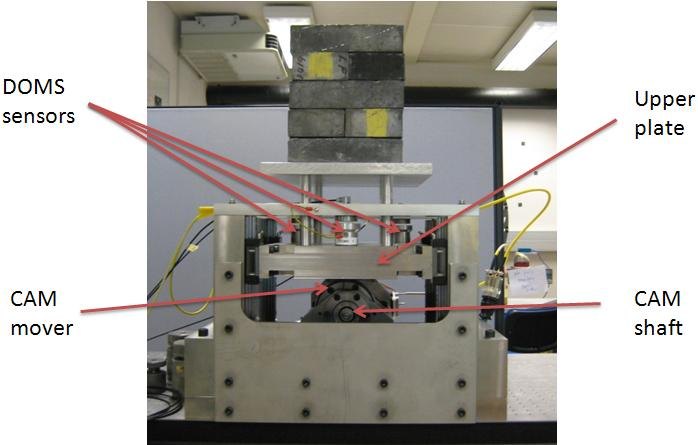 DOMS
sensors
Upper
plate
CAM
mover
CAM
shaft